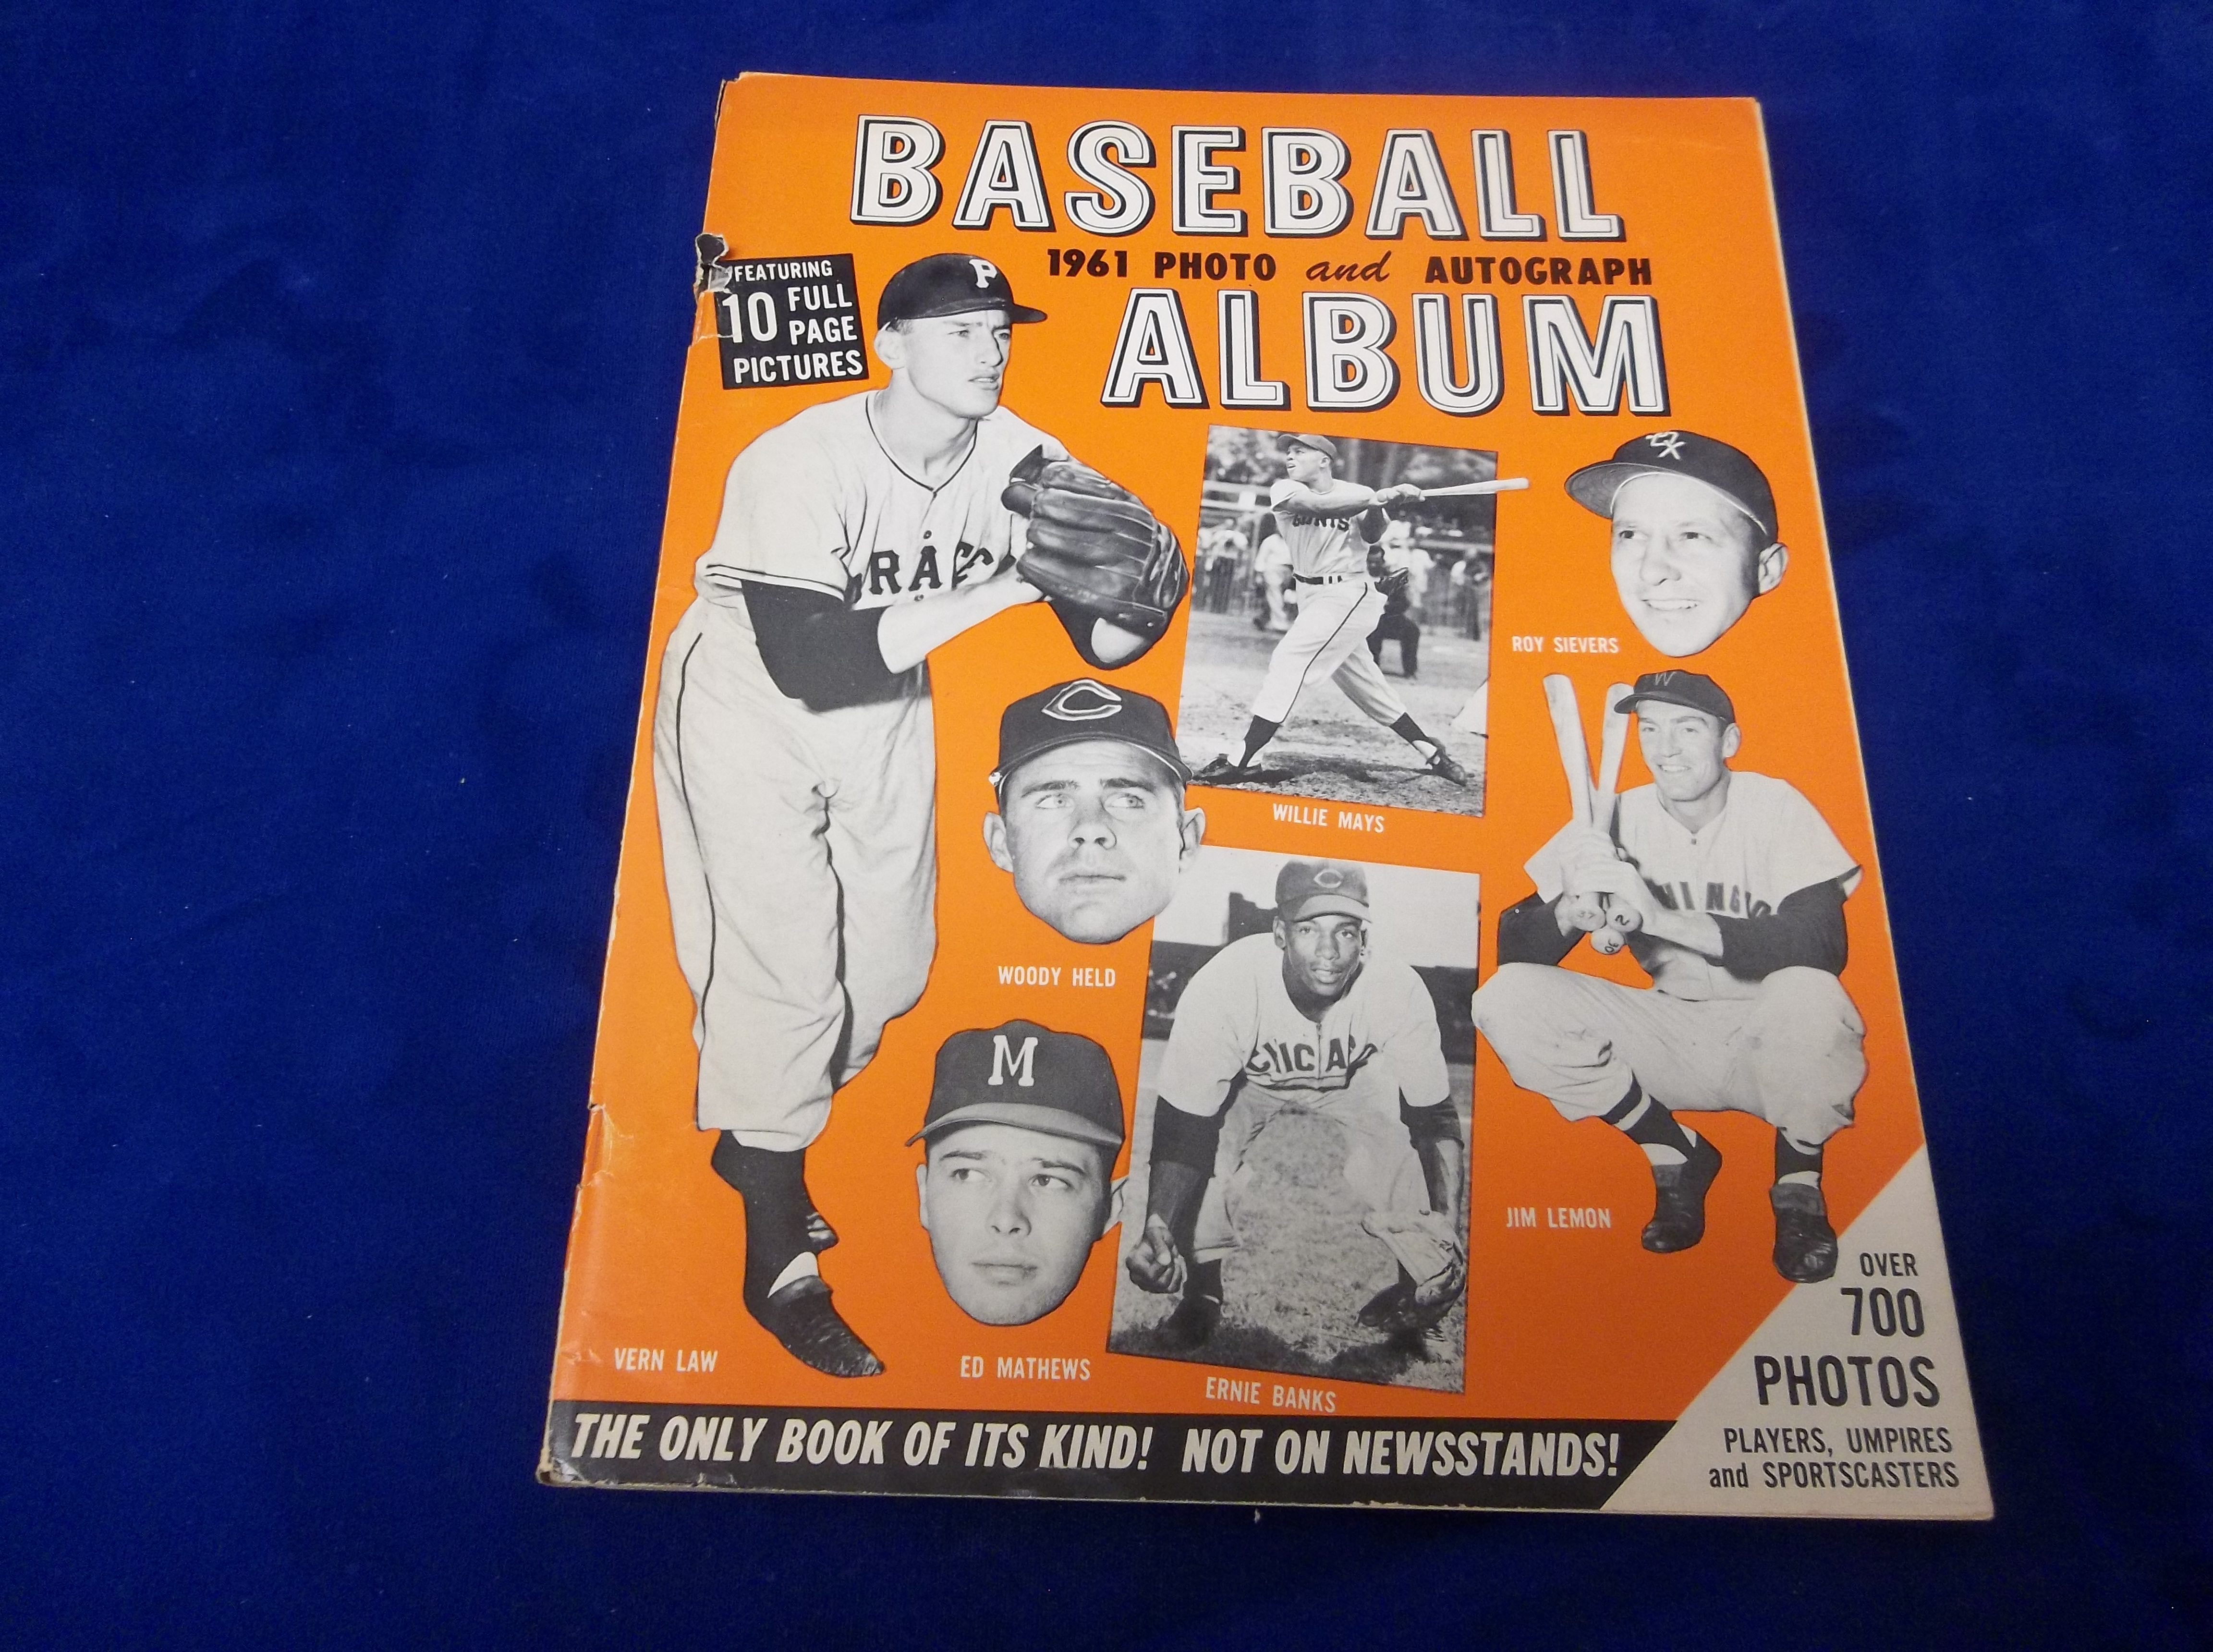 BASEBALL
1961 PHOTO and AUTOGRAPH
ALBUM
FEATURING
10 FULL
PAGE
PICTURES
P
GIANTS
ROY SIEVERS
W
C
WILLIE MAYS
C
WOODY HELD
CHICAGO
M
JIM LEMON
VERN LAW
ED MATHEWS
ERNIE BANKS
OVER
700
PHOTOS
PLAYERS, UMPIRES
and SPORTSCASTERS
THE ONLY BOOK OF ITS KIND! NOT ON NEWSSTANDS!